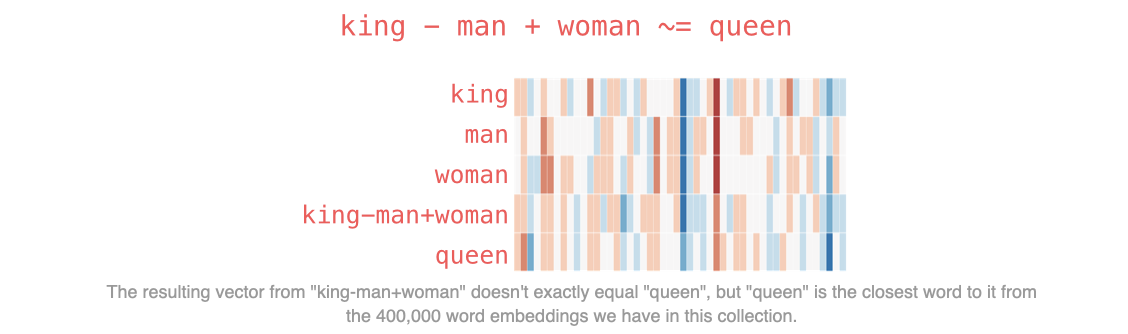 king - man + woman ~= queen
king
man
woman
king-man+woman
queen
The resulting vector from "king-man+woman" doesn't exactly equal "queen", but "queen" is the closest word to it from
the 400,000 word embeddings we have in this collection.